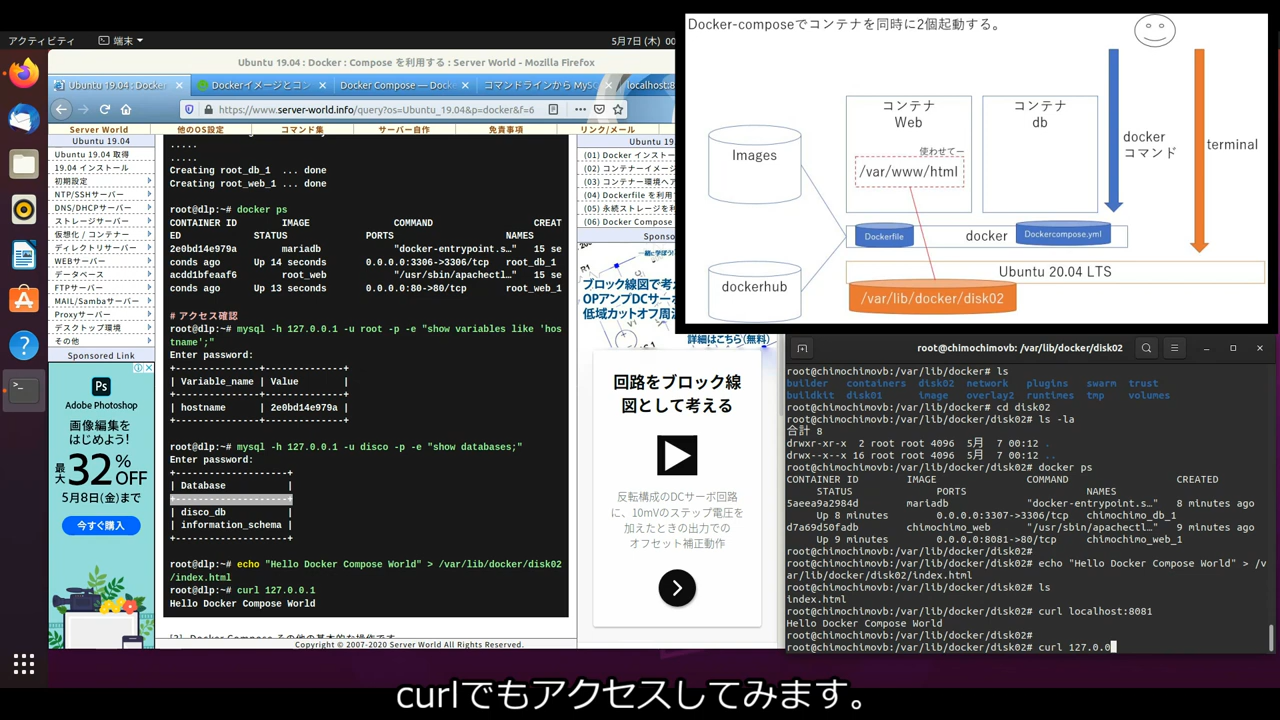 アクティビティ
端末
5月7日 (木) 00
Ubuntu 19.04 : Docker : Compose を利用する : Server World - Mozilla Firefox
Ubuntu 19.04 : Docker
Dockerイメージとコン
Docker Compose — Doc
コマンドラインから MySQ
localhost:8
https://www.server-world.info/query?os=Ubuntu_19.04&p=docker&f=6
Server World
他のOS設定
コマンド集
サーバー自作
免責事項
リンク/メール
Ubuntu 19.04
Ubuntu 19.04 取得
19.04 インストール
初期設定
NTP/SSHサーバー
DNS/DHCPサーバー
ストレージサーバー
仮想化 / コンテナー
ディレクトリサーバー
WEBサーバー
データベース
FTPサーバー
MAIL/Sambaサーバー
Proxyサーバー
デスクトップ環境
その他
Sponsored Link
Ps
Adobe Photoshop
画像編集を
はじめよう!
最大32%OFF
5月8日(金)まで
今すぐ購入
.....
.....
Creating root_db_1  ... done
Creating root_web_1 ... done
root@dlp:~# docker ps
CONTAINER ID IMAGE COMMAND CREAT
ED STATUS PORTS NAMES
2e0bd14e979a mariadb "docker-entrypoint.s…" 15 se
conds ago Up 14 seconds 0.0.0.0:3306->3306/tcp root_db_1
acdd1bfeaaf6 root_web "/usr/sbin/apachectl…" 15 se
conds ago Up 13 seconds 0.0.0.0:80->80/tcp root_web_1
# アクセス確認
root@dlp:~# mysql -h 127.0.0.1 -u root -p -e "show variables like 'hos
tname';"
Enter password:
+---------------+--------------+
| Variable_name | Value |
+---------------+--------------+
| hostname | 2e0bd14e979a |
+---------------+--------------+
root@dlp:~# mysql -h 127.0.0.1 -u disco -p -e "show databases;"
Enter password:
+--------------------+
| Database |
+--------------------+
| disco_db |
| information_schema |
+--------------------+
root@dlp:~# echo "Hello Docker Compose World" > /var/lib/docker/disk02
/index.html
root@dlp:~# curl 127.0.0.1
Hello Docker Compose World
Copyright © 2007-2020 Server World All Rights Reserved.
Ubuntu 19
(01) Docker インストー
(02) コンテナーイメー
(03) コンテナー環境へア
(04) Dockerfile を利用
(05) 永続ストレージを利
(06) Docker Compose
Sponso
ブロック線図で考
OPアンプDCサー
低域カットオフ周
詳細はこちら(無料)
回路をブロック線
図として考える
反転構成のDCサーボ回路
に、10mVのステップ電圧を
加えたときの出力での
オフセット補正動作
Docker-composeでコンテナを同時に2個起動する。
コンテナ
Web
コンテナ
db
使わせてー
/var/www/html
Images
dockerhub
Dockerfile
docker
Dockercompose.yml
Ubuntu 20.04 LTS
/var/lib/docker/disk02
docker
コマンド
terminal
root@chimochimovb: /var/lib/docker/disk02
root@chimochimovb:/var/lib/docker# ls
builder containers disk02 network plugins swarm trust
buildkit disk01 image overlay2 runtimes tmp volumes
root@chimochimovb:/var/lib/docker# cd disk02
root@chimochimovb:/var/lib/docker/disk02# ls -la
合計 8
drwxr-xr-x 2 root root 4096 5月 7 00:12 .
drwx--x--x 16 root root 4096 5月 7 00:12 ..
root@chimochimovb:/var/lib/docker/disk02# docker ps
CONTAINER ID IMAGE COMMAND CREATED
STATUS PORTS NAMES
5aeea9a2984d mariadb "docker-entrypoint.s…" 8 minutes ago
Up 8 minutes 0.0.0.0:3307->3306/tcp chimochimo_db_1
d7a69d50fadb chimochimo_web "/usr/sbin/apachectl…" 9 minutes ago
Up 9 minutes 0.0.0.0:8081->80/tcp chimochimo_web_1
root@chimochimovb:/var/lib/docker/disk02#
root@chimochimovb:/var/lib/docker/disk02# echo "Hello Docker Compose World" > /v
ar/lib/docker/disk02/index.html
root@chimochimovb:/var/lib/docker/disk02# ls
index.html
root@chimochimovb:/var/lib/docker/disk02# curl localhost:8081
Hello Docker Compose World
root@chimochimovb:/var/lib/docker/disk02#
root@chimochimovb:/var/lib/docker/disk02# curl 127.0.0
curlでもアクセスしてみます。